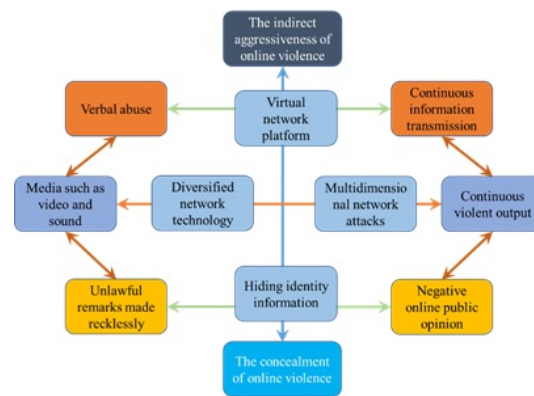 The indirect
aggressiveness of
online violence
Verbal abuse
Virtual
network
platform
Continuous
information
transmission
Media such as
video and
sound
Diversified
network
technology
Multidimensio
nal network
attacks
Continuous
violent output
Unlawful
remarks made
recklessly
Hiding identity
information
Negative
online public
opinion
The concealment
of online violence